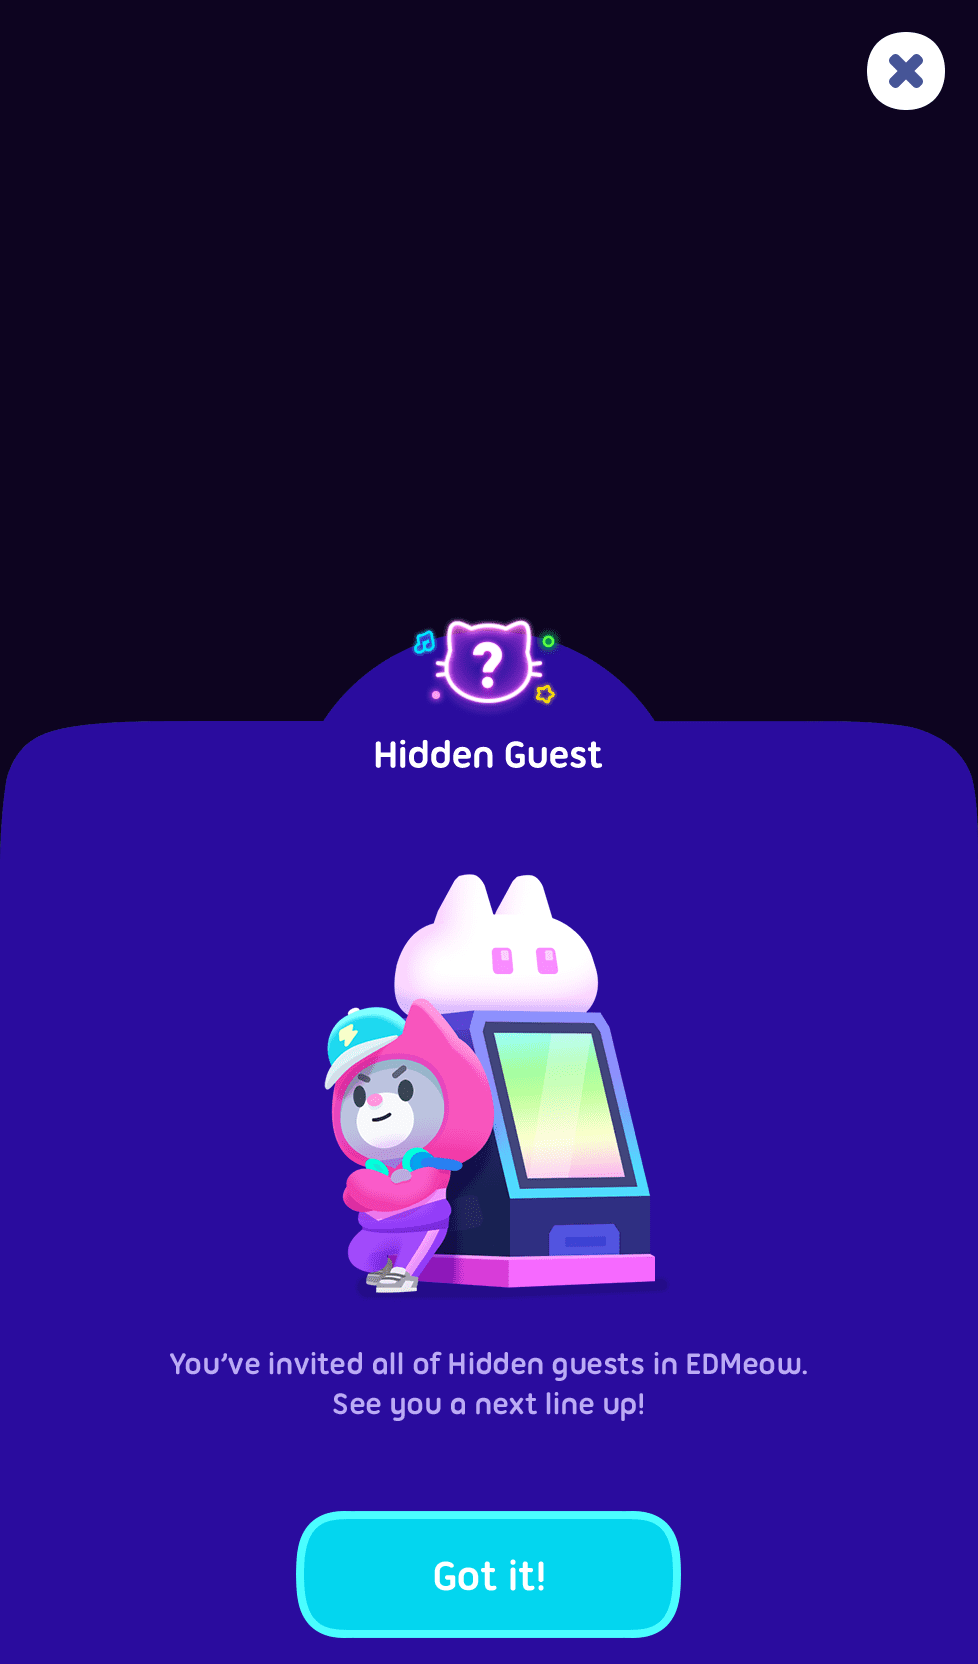 ?
Hidden Guest
You've invited all of Hidden guests in EDMeow.
See you a next line up!
Got it!